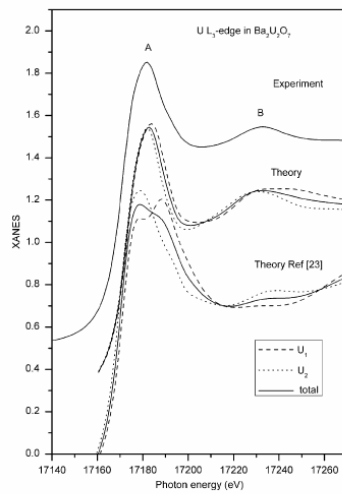 U L₃-edge in Ba₂U₂O₇
A
Experiment
B
Theory
Theory Ref [23]
U₁
U₂
total
XANES
2.0
1.8
1.6
1.4
1.2
1.0
0.8
0.6
0.4
0.2
0.0
17140 17160 17180 17200 17220 17240 17260
Photon energy (eV)